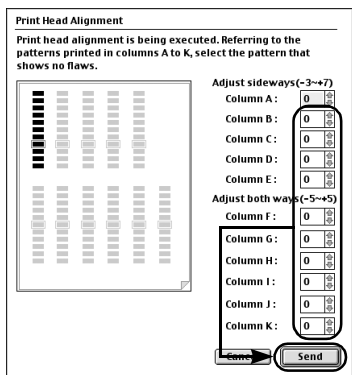 Print Head Alignment
Print head alignment is being executed. Referring to the
patterns printed in columns A to K, select the pattern that
shows no flaws.
Adjust sideways(-3~+7)
Column A : 0
Column B : 0
Column C : 0
Column D : 0
Column E : 0
Adjust both ways(-5~+5)
Column F : 0
Column G : 0
Column H : 0
Column I : 0
Column J : 0
Column K : 0
Cancel Send